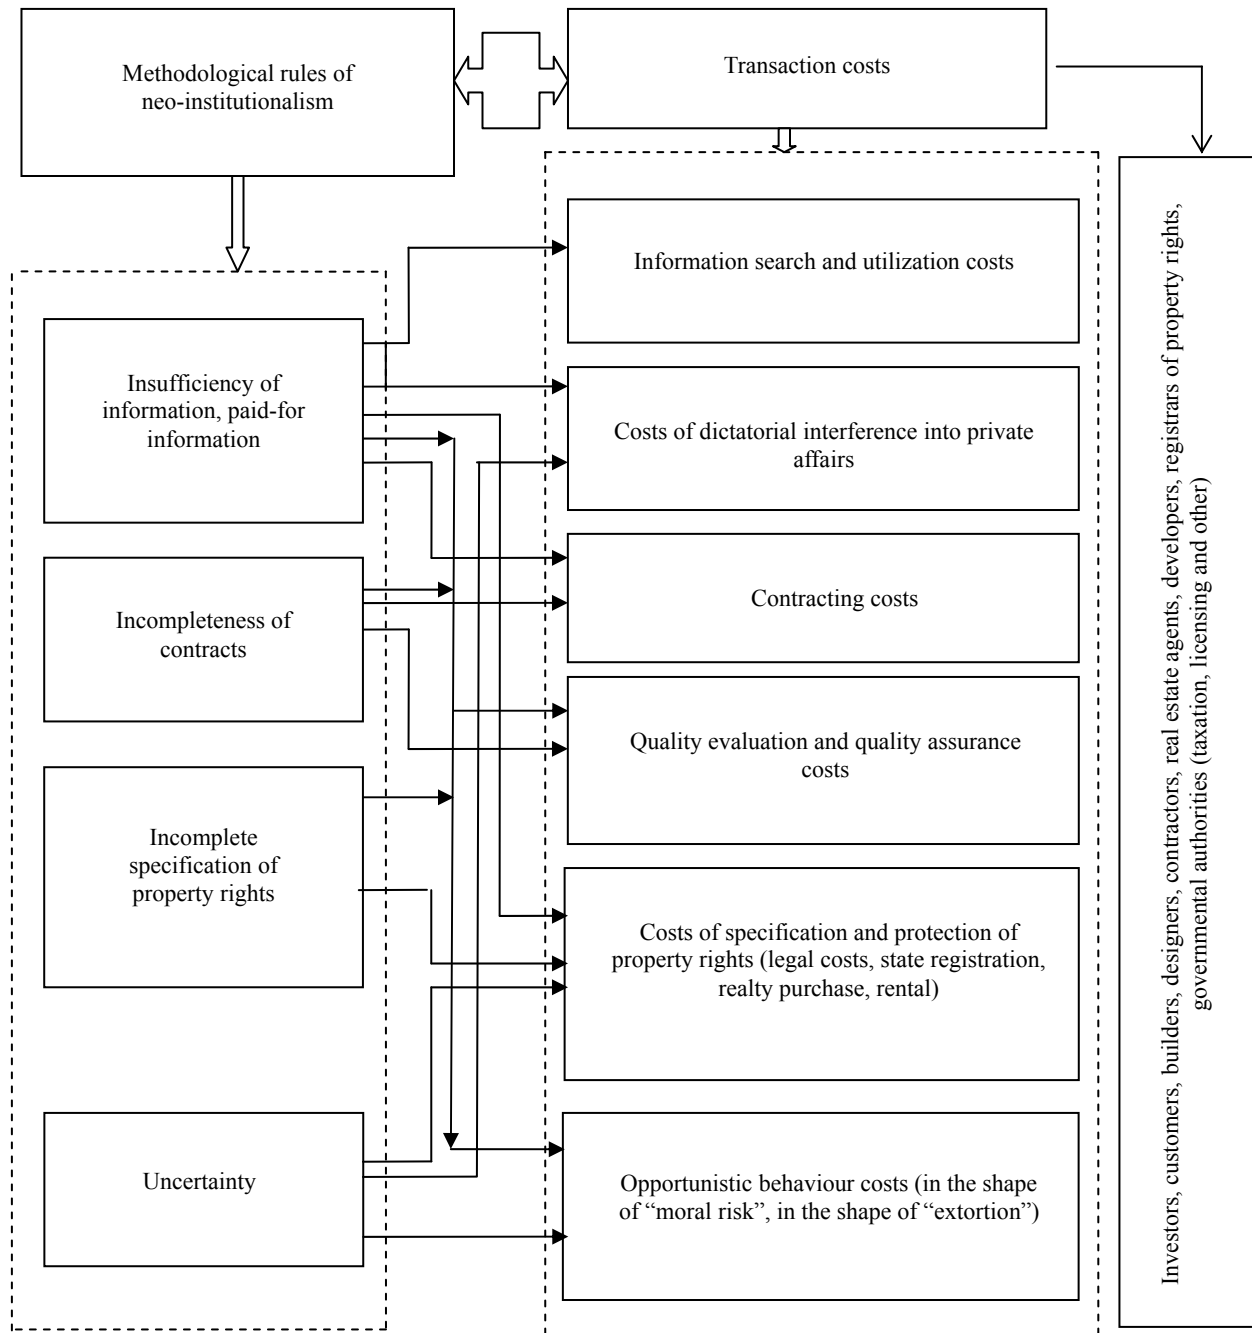 Methodological rules of
neo-institutionalism
Transaction costs
Insufficiency of
information, paid-for
information
Incompleteness of
contracts
Incomplete
specification of
property rights
Uncertainty
Information search and utilization costs
Costs of dictatorial interference into private
affairs
Contracting costs
Quality evaluation and quality assurance
costs
Costs of specification and protection of
property rights (legal costs, state registration,
realty purchase, rental)
Opportunistic behaviour costs (in the shape
of “moral risk”, in the shape of “extortion”)
Investors, customers, builders, designers, contractors, real estate agents, developers, registrars of property rights,
governmental authorities (taxation, licensing and other)